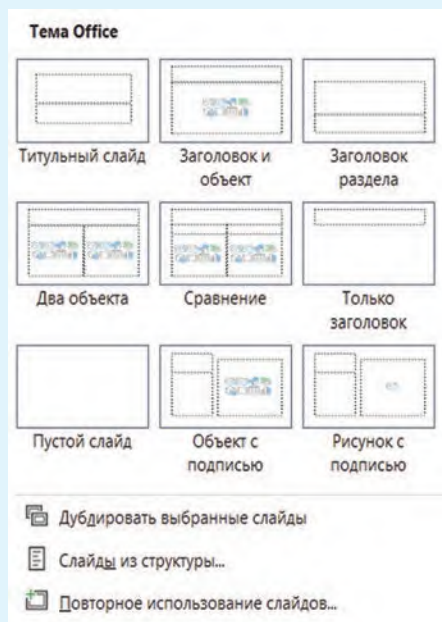 Тема Office
Титульный слайд
Заголовок и
объект
Заголовок
раздела
Два объекта
Сравнение
Только
заголовок
Пустой слайд
Объект с
подписью
Рисунок с
подписью
Дублировать выбранные слайды
Слайды из структуры...
Повторное использование слайдов...